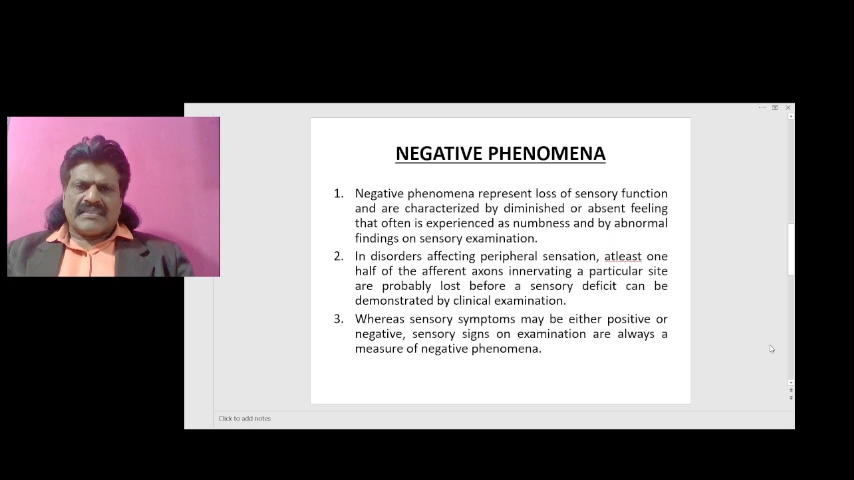 NEGATIVE PHENOMENA
1. Negative phenomena represent loss of sensory function
and are characterized by diminished or absent feeling
that often is experienced as numbness and by abnormal
findings on sensory examination.
2. In disorders affecting peripheral sensation, atleast one
half of the afferent axons innervating a particular site
are probably lost before a sensory deficit can be
demonstrated by clinical examination.
3. Whereas sensory symptoms may be either positive or
negative, sensory signs on examination are always a
measure of negative phenomena.
Click to add notes